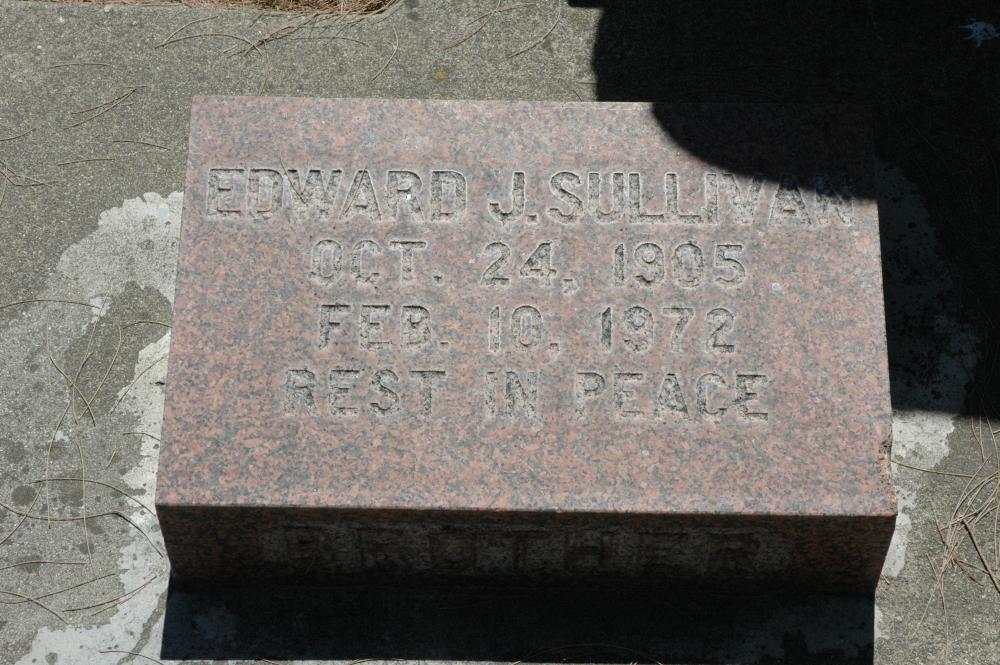 EDWARD J. SULLIVAN
OCT. 24, 1905
FEB. 10, 1972
REST IN PEACE
BROTHER